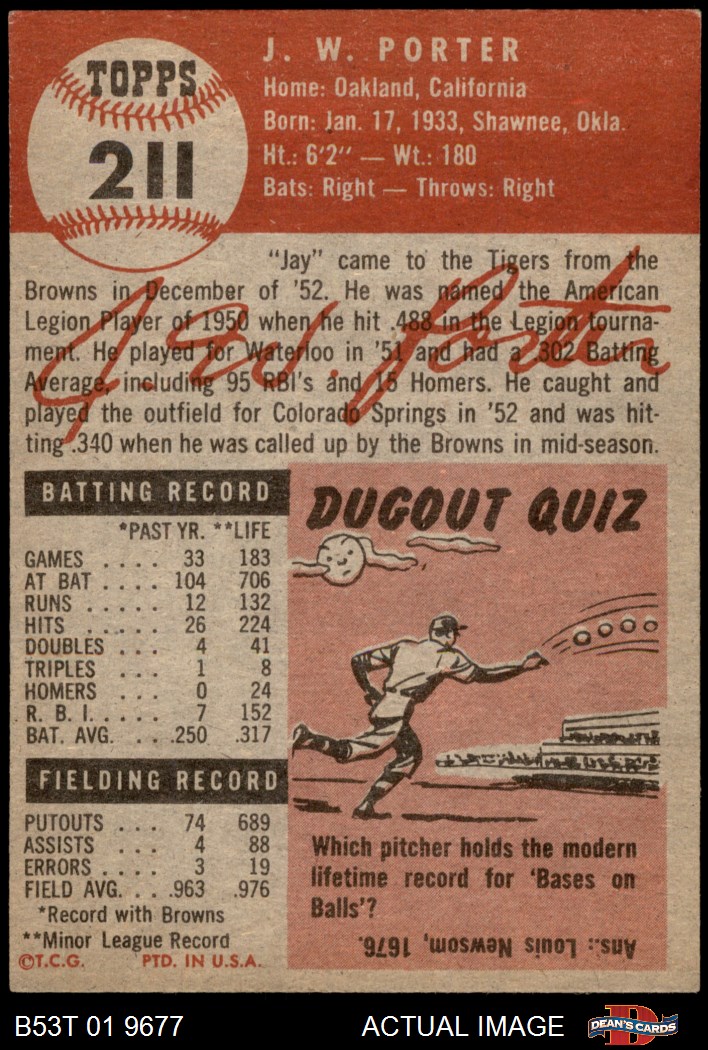 TOPPS
211
J. W. PORTER
Home: Oakland, California
Born: Jan. 17, 1933, Shawnee, Okla.
Ht.: 6'2" — Wt.: 180
Bats: Right — Throws: Right
"Jay" came to the Tigers from the
Browns in December of '52. He was named the American
Legion Player of 1950 when he hit .488 in the Legion tourna-
ment. He played for Waterloo in '51 and had a .302 Batting
Average, including 95 RBI's and 15 Homers. He caught and
played the outfield for Colorado Springs in '52 and was hit-
ting .340 when he was called up by the Browns in mid-season.
J. W. Porter
BATTING RECORD
*PAST YR. **LIFE
GAMES .... 33 183
AT BAT .... 104 706
RUNS ..... 12 132
HITS ..... 26 224
DOUBLES .. 4 41
TRIPLES ... 1 8
HOMERS ... 0 24
R. B. I. .... 7 152
BAT. AVG. .. .250 .317
FIELDING RECORD
PUTOUTS ... 74 689
ASSISTS ... 4 88
ERRORS .... 3 19
FIELD AVG. .. .963 .976
*Record with Browns
**Minor League Record
©T.C.G. PTD. IN U.S.A.
DUGOUT QUIZ
Which pitcher holds the modern
lifetime record for 'Bases on
Balls'?
Ans.: Louis Newsom, 1676.
B53T 01 9677
ACTUAL IMAGE
D
DEAN'S CARDS